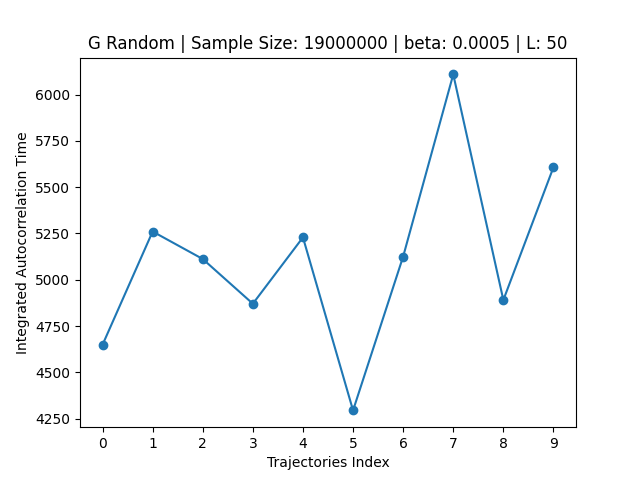 G Random | Sample Size: 19000000 | beta: 0.0005 | L: 50
Integrated Autocorrelation Time
6000
5750
5500
5250
5000
4750
4500
4250
0 1 2 3 4 5 6 7 8 9
Trajectories Index